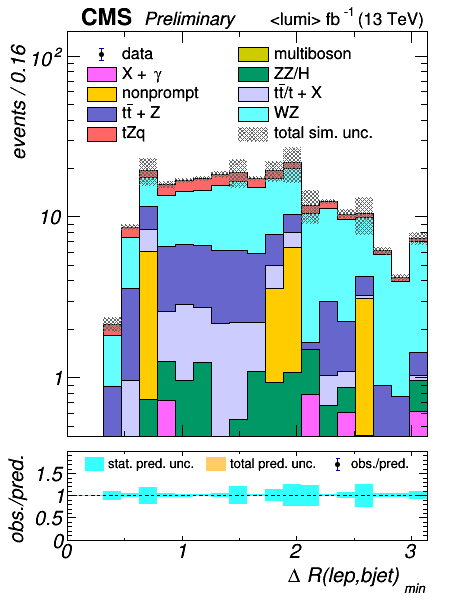 CMS Preliminary <lumi> fb⁻¹ (13 TeV)
events / 0.16
10²
10
1
data
X + γ
nonprompt
tt̄ + Z
tZq
multiboson
ZZ/H
tt̄/t + X
WZ
total sim. unc.
obs./pred.
1.5
1
0.5
0
stat. pred. unc. total pred. unc. obs./pred.
0 1 2 3
Δ R(lep,bjet) min